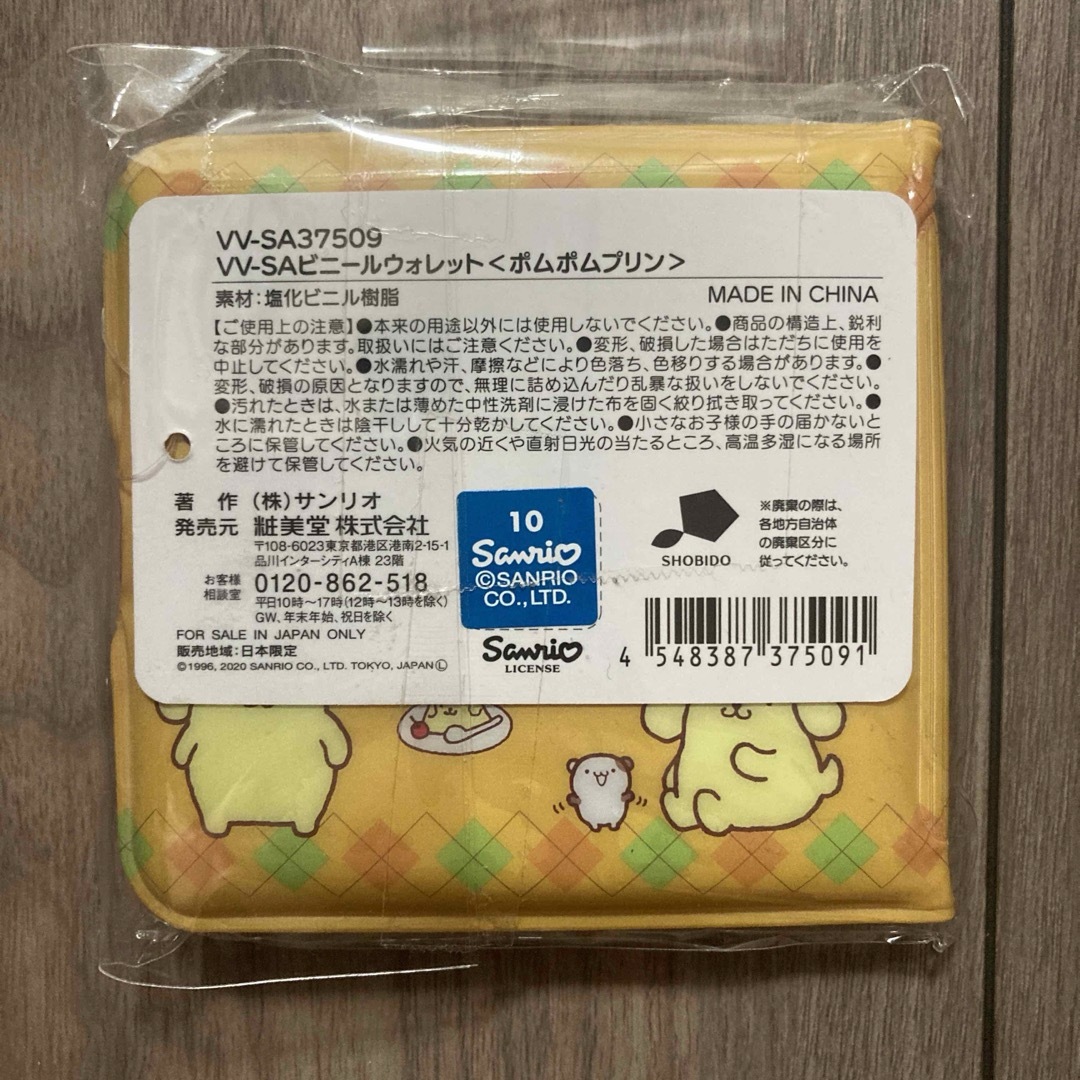 VV-SA37509
VV-SAビニールウォレット<ポムポムプリン>
素材:塩化ビニル樹脂
MADE IN CHINA
【ご使用上の注意】●本来の用途以外には使用しないでください。●商品の構造上、鋭利
な部分があります。取扱いにはご注意ください。●変形、破損した場合はただちに使用を
中止してください。●水濡れや汗、摩擦などにより色落ち、色移りする場合があります。●
変形、破損の原因となりますので、無理に詰め込んだり乱暴な扱いをしないでください。
●汚れたときは、水または薄めた中性洗剤に浸けた布を固く絞り拭き取ってください。●
水に濡れたときは陰干しして十分乾かしてください。●小さなお子様の手の届かないと
ころに保管してください。●火気の近くや直射日光の当たるところ、高温多湿になる場所
を避けて保管してください。
著 作 (株)サンリオ
発売元 粧美堂 株式会社
〒108-6023東京都港区港南2-15-1
品川インターシティA棟 23階
お客様
相談室
0120-862-518
平日10時〜17時(12時〜13時を除く)
GW、年末年始、祝日を除く
FOR SALE IN JAPAN ONLY
販売地域:日本限定
©1996, 2020 SANRIO CO., LTD. TOKYO, JAPAN Ⓛ
10
Sanrio
©SANRIO
CO.,LTD.
Sanrio
LICENSE
SHOBIDO
※廃棄の際は、
各地方自治体
の廃棄区分に
従ってください。
4 548387 375091